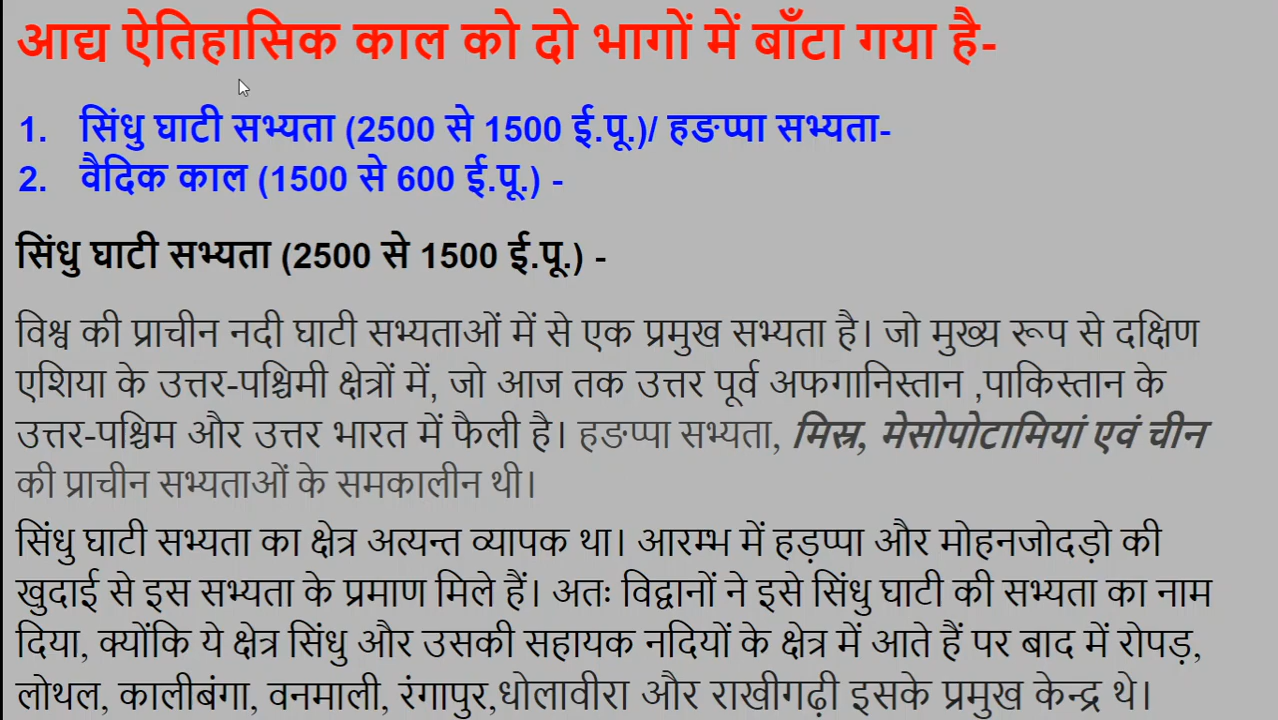 आद्य ऐतिहासिक काल को दो भागों में बाँटा गया है-
1. सिंधु घाटी सभ्यता (2500 से 1500 ई.पू.)/ हङप्पा सभ्यता-
2. वैदिक काल (1500 से 600 ई.पू.) -
सिंधु घाटी सभ्यता (2500 से 1500 ई.पू.) -
विश्व की प्राचीन नदी घाटी सभ्यताओं में से एक प्रमुख सभ्यता है। जो मुख्य रूप से दक्षिण
एशिया के उत्तर-पश्चिमी क्षेत्रों में, जो आज तक उत्तर पूर्व अफगानिस्तान ,पाकिस्तान के
उत्तर-पश्चिम और उत्तर भारत में फैली है। हङप्पा सभ्यता, मिस्र, मेसोपोटामियां एवं चीन
की प्राचीन सभ्यताओं के समकालीन थी।
सिंधु घाटी सभ्यता का क्षेत्र अत्यन्त व्यापक था। आरम्भ में हड़प्पा और मोहनजोदड़ो की
खुदाई से इस सभ्यता के प्रमाण मिले हैं। अतः विद्वानों ने इसे सिंधु घाटी की सभ्यता का नाम
दिया, क्योंकि ये क्षेत्र सिंधु और उसकी सहायक नदियों के क्षेत्र में आते हैं पर बाद में रोपड़,
लोथल, कालीबंगा, वनमाली, रंगापुर,धोलावीरा और राखीगढ़ी इसके प्रमुख केन्द्र थे।